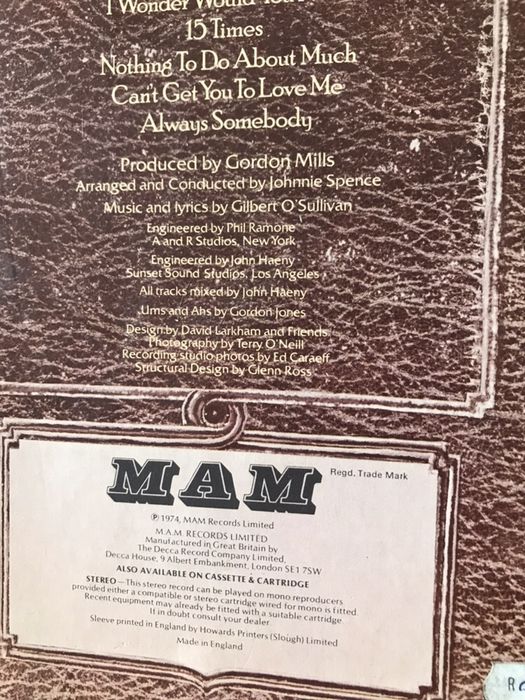 I Wonder Would
15 Times
Nothing To Do About Much
Can't Get You To Love Me
Always Somebody
Produced by Gordon Mills
Arranged and Conducted by Johnnie Spence
Music and lyrics by Gilbert O'Sullivan
Engineered by Phil Ramone
A and R Studios, New York
Engineered by John Haeny
Sunset Sound Studios, Los Angeles
All tracks mixed by John Haeny
Ums and Ahs by Gordon Jones
Design by David Larkham and Friends
Photography by Terry O'Neill
Recording studio photos by Ed Caraeff
Structural Design by Glenn Ross
MAM Regd. Trade Mark
℗ 1974, MAM Records Limited
M.A.M. RECORDS LIMITED
Manufactured in Great Britain by
The Decca Record Company Limited,
Decca House, 9 Albert Embankment, London SE1 7SW
ALSO AVAILABLE ON CASSETTE & CARTRIDGE
STEREO—This stereo record can be played on mono reproducers
provided either a compatible or stereo cartridge wired for mono is fitted.
Recent equipment may already be fitted with a suitable cartridge.
If in doubt consult your dealer.
Sleeve printed in England by Howards Printers (Slough) Limited
Made in England
R